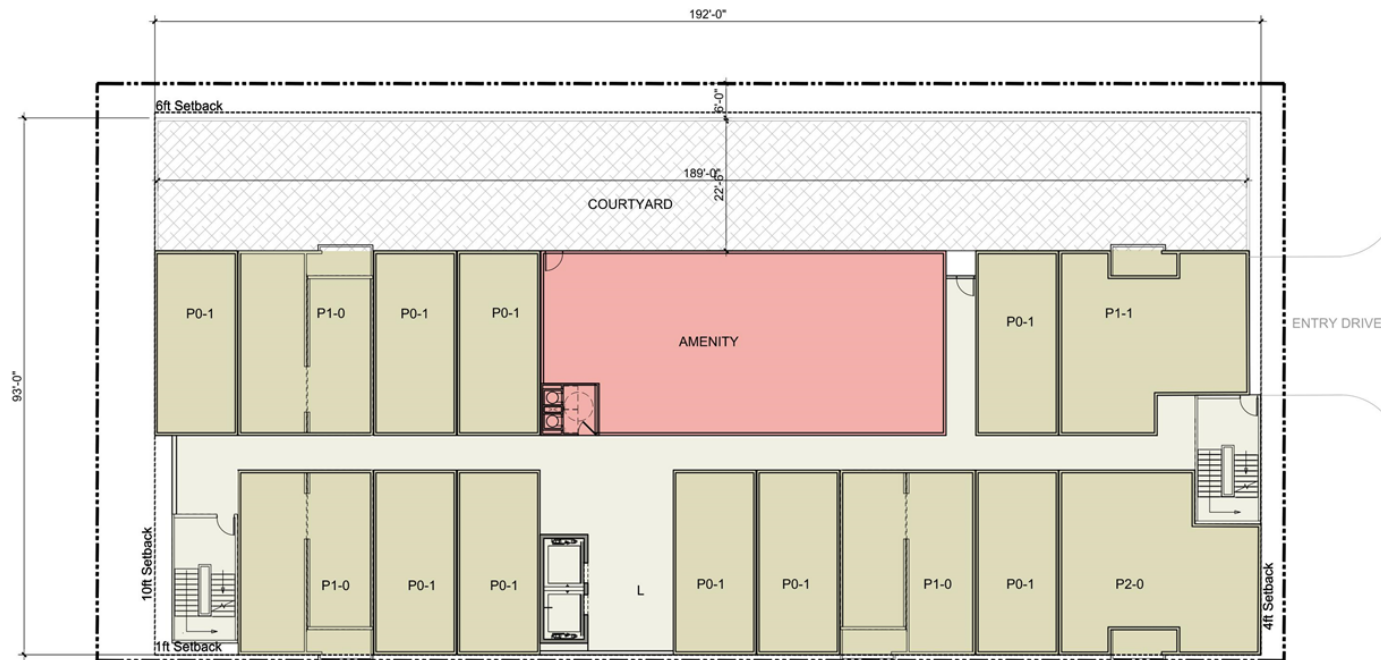 192'-0"
6ft Setback
6'-0"
189'-0"
22'-6"
COURTYARD
93'-0"
P0-1
P1-0
P0-1
P0-1
AMENITY
P0-1
P1-1
ENTRY DRIVE
10ft Setback
P1-0
P0-1
P0-1
L
P0-1
P0-1
P1-0
P0-1
P2-0
4ft Setback
1ft Setback